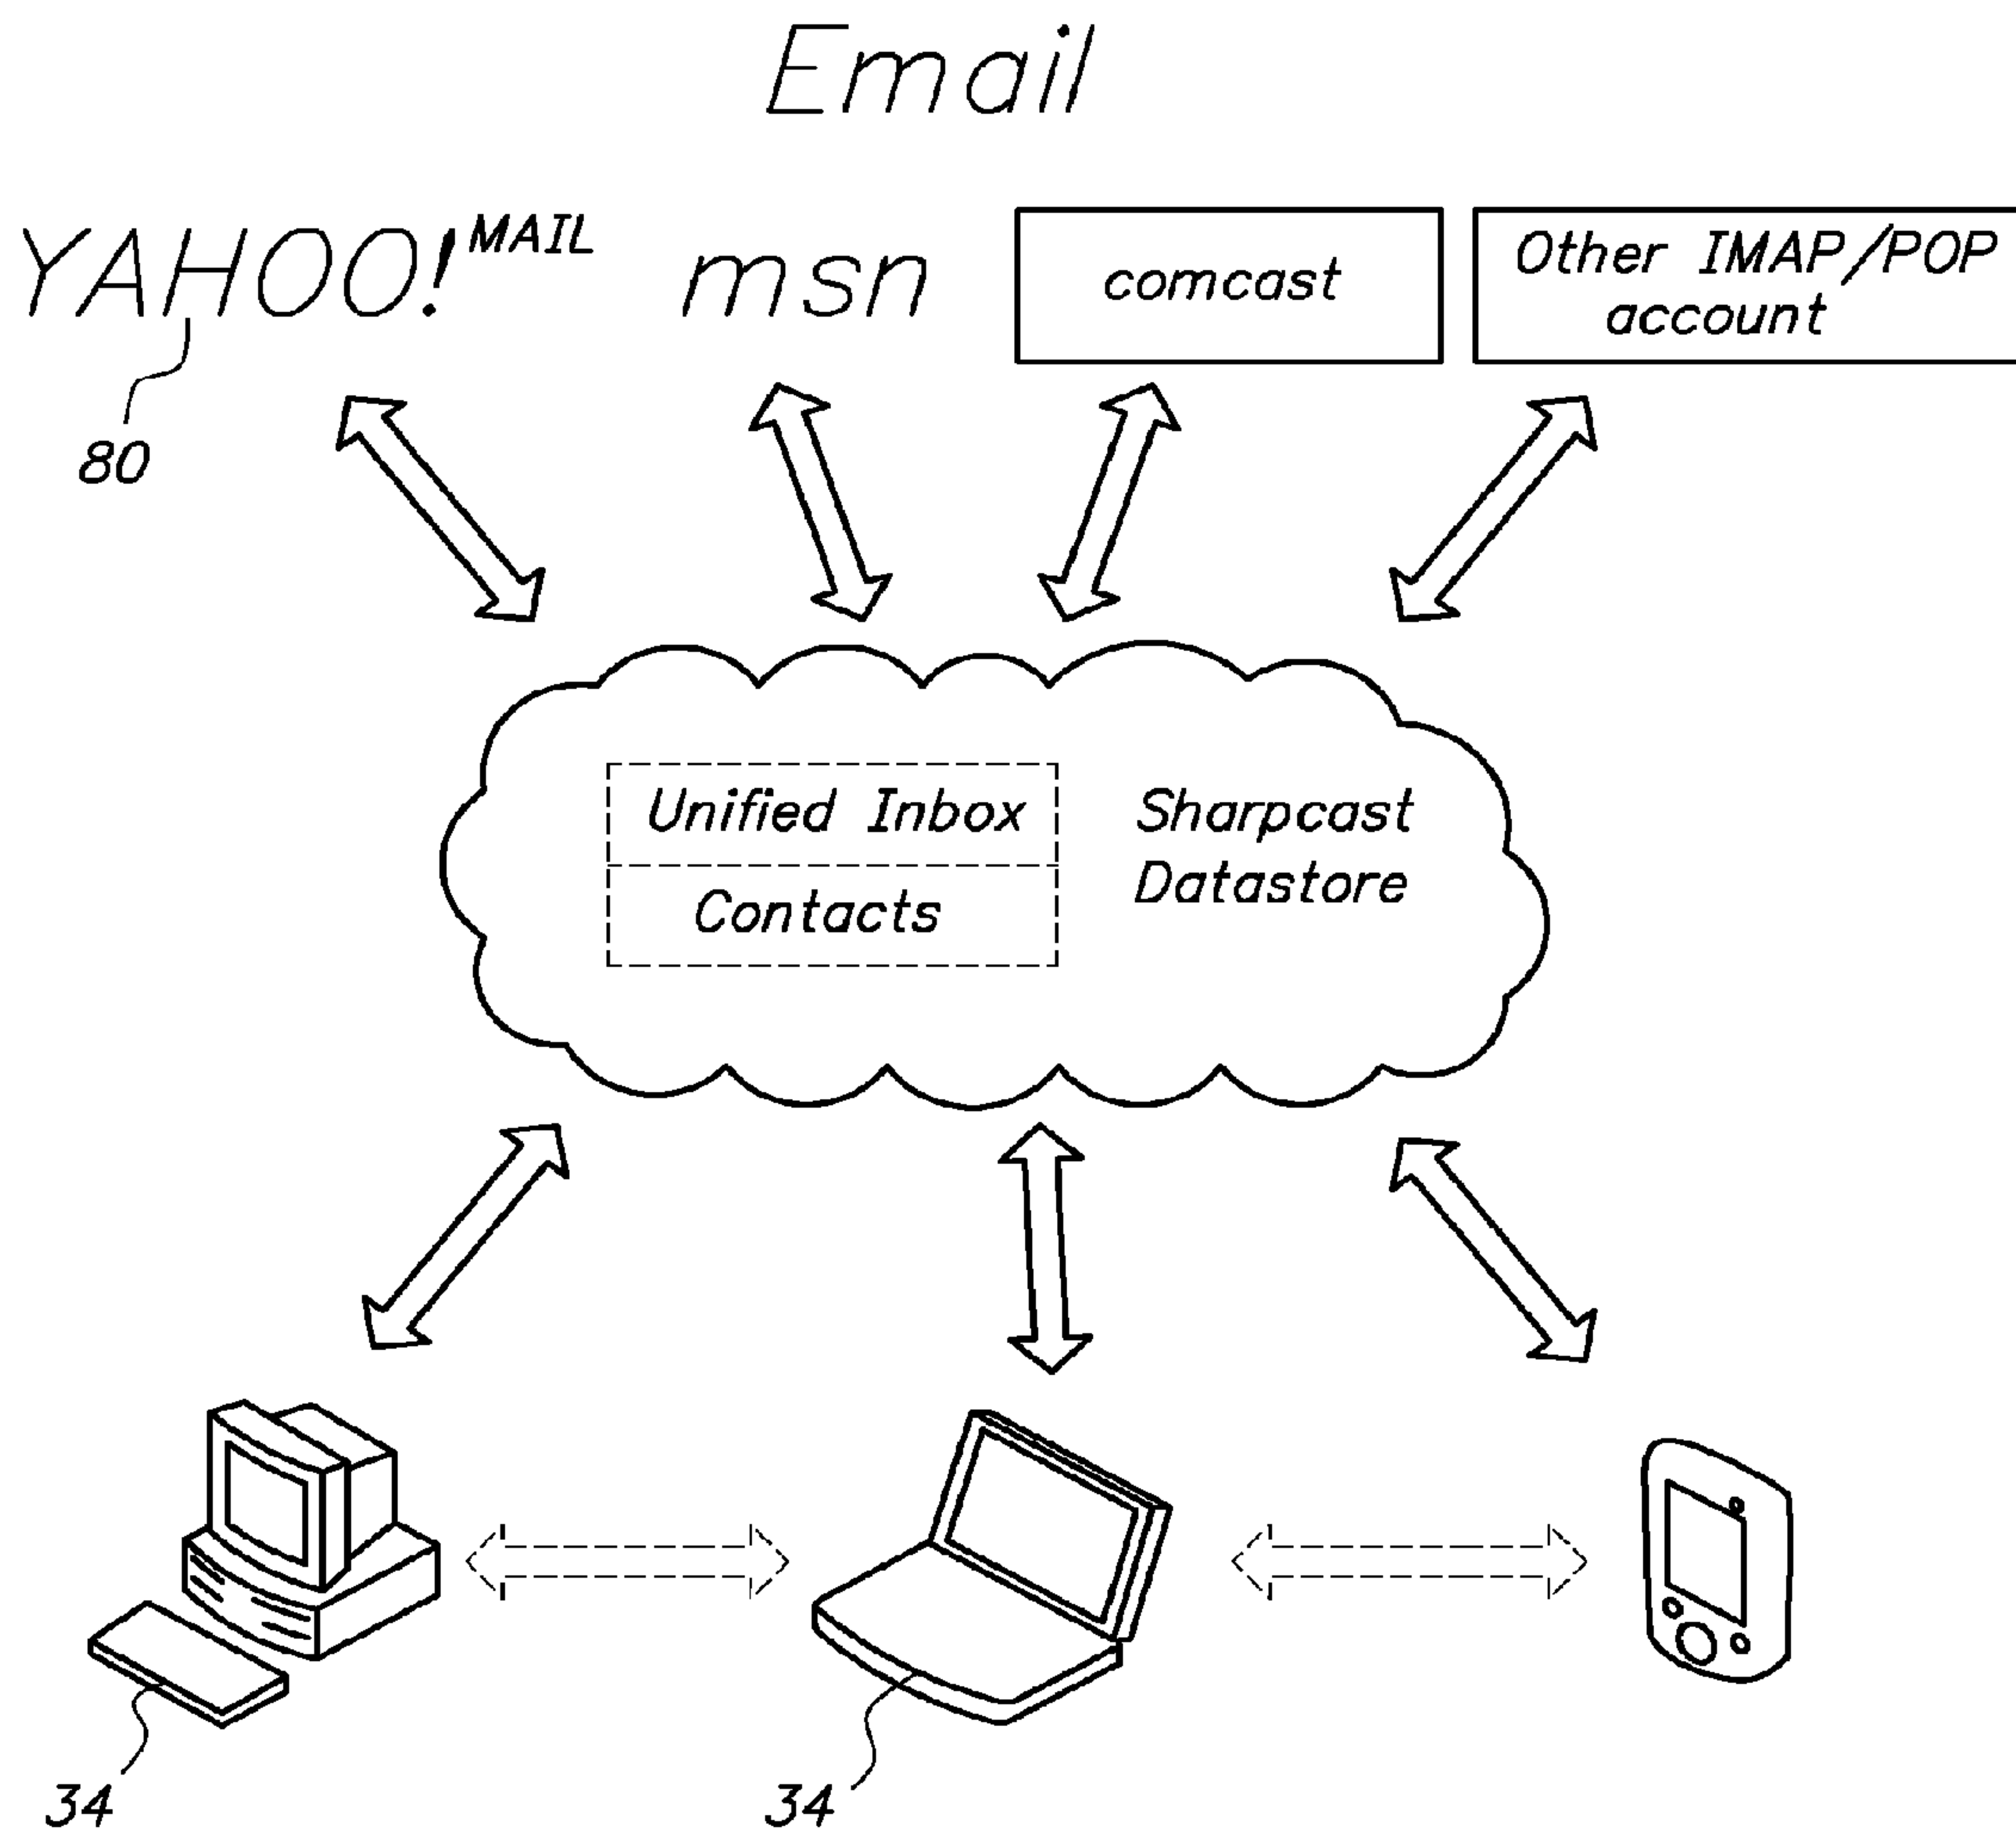 Email
YAHOO! MAIL
msn
comcast
Other IMAP/POP
account
80
Unified Inbox
Contacts
Sharpcast
Datastore
34
34